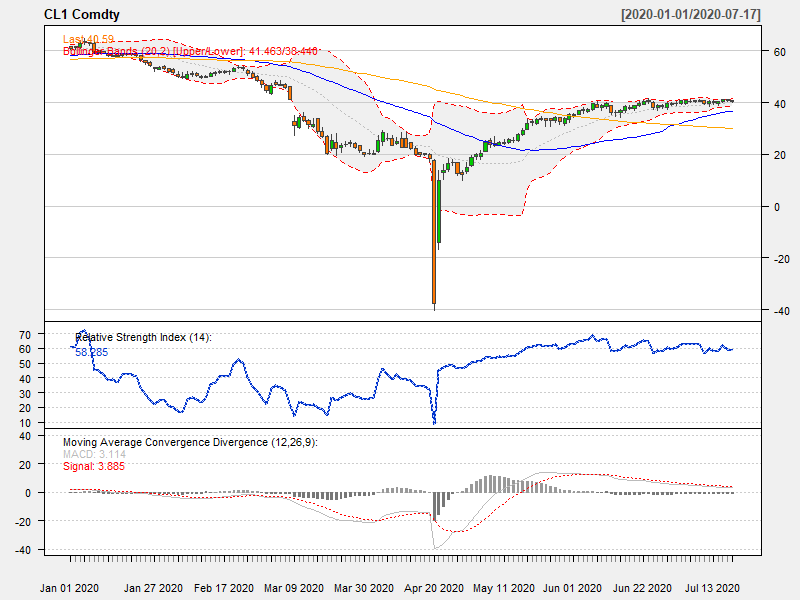 CL1 Comdty [2020-01-01/2020-07-17]
Last 40.59
Bollinger Bands (20,2) [Upper/Lower]: 41.463/38.440
60
40
20
0
-20
-40
Relative Strength Index (14):
58.285
70
60
50
40
30
20
10
Moving Average Convergence Divergence (12,26,9):
MACD: 3.114
Signal: 3.885
40
20
0
-20
-40
Jan 01 2020 Jan 27 2020 Feb 17 2020 Mar 09 2020 Mar 30 2020 Apr 20 2020 May 11 2020 Jun 01 2020 Jun 22 2020 Jul 13 2020